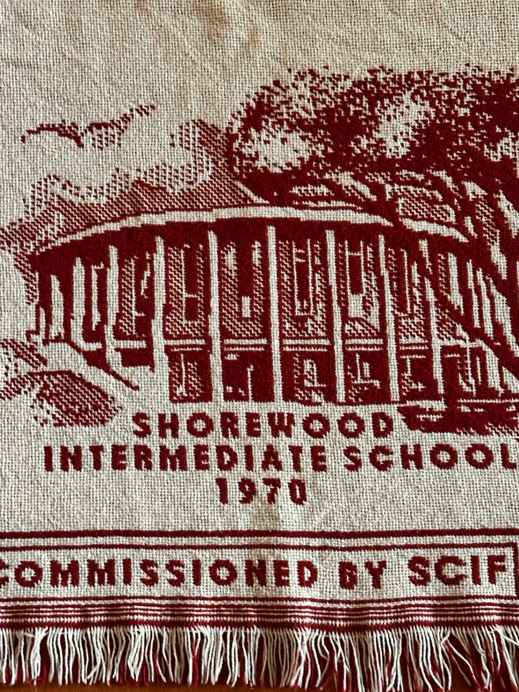 SHOREWOOD
INTERMEDIATE SCHOOL
1970
COMMISSIONED BY SCIF